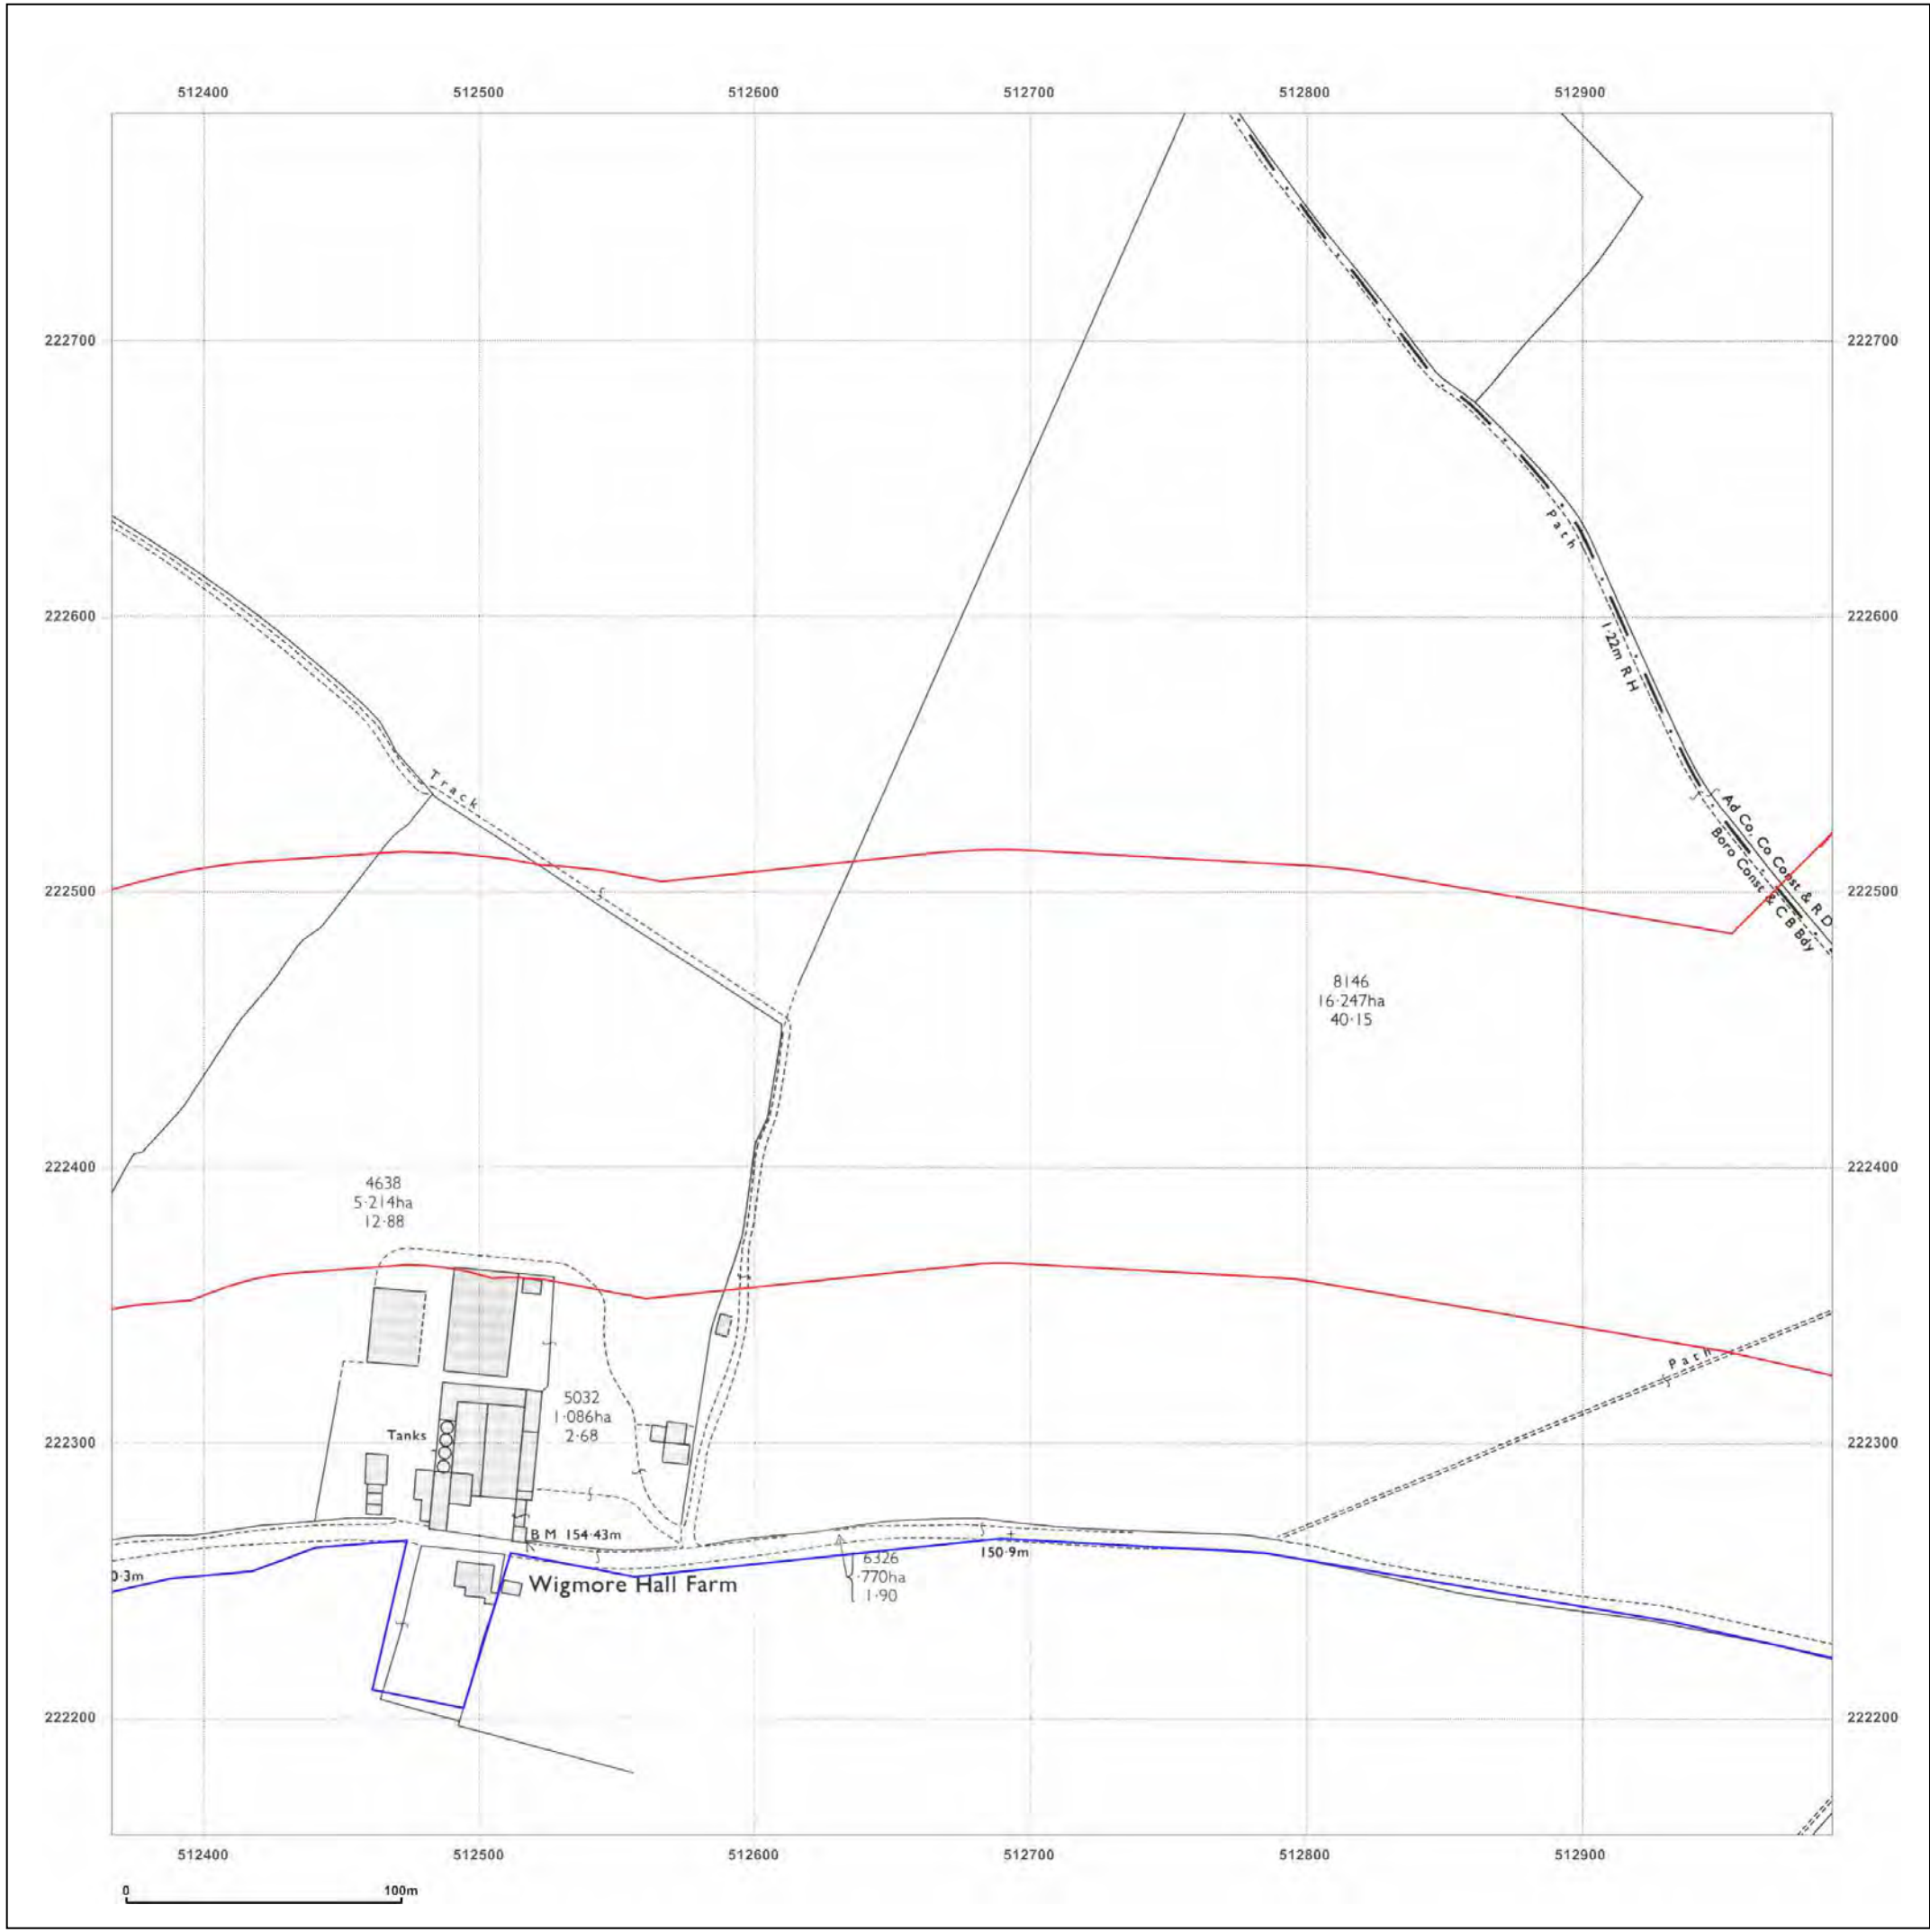 512400 512500 512600 512700 512800 512900
222700 222700
Path
222600 222600
1·22m RH
Track
Ad Co, Co Const & R D
Boro Const & C B Bdy
222500 222500
8146
16·247ha
40·15
222400 222400
4638
5·214ha
12·88
Path
5032
1·086ha
2·68
Tanks
222300 222300
B M 154·43m
150·9m
6326
·770ha
1·90
0·3m
Wigmore Hall Farm
222200 222200
512400 512500 512600 512700 512800 512900
0 100m